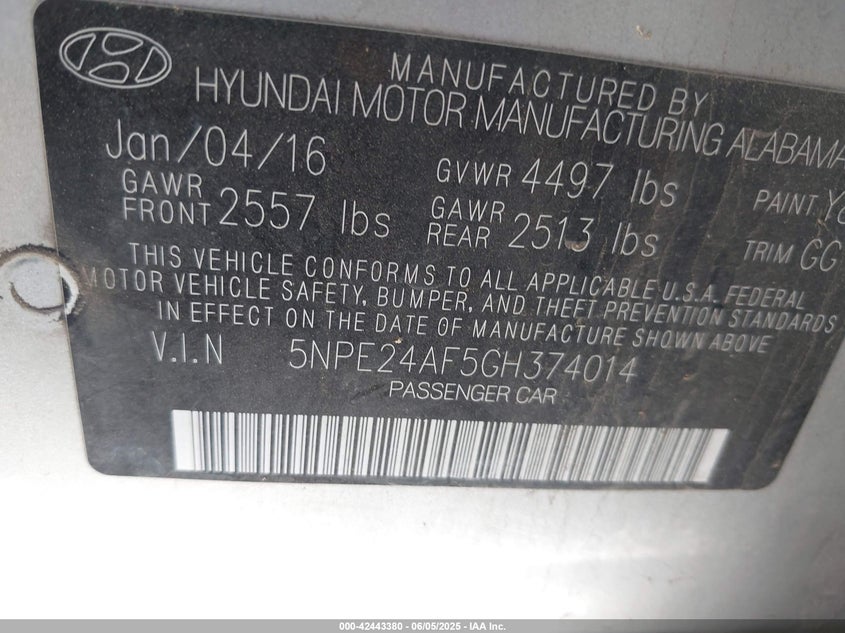 MANUFACTURED BY
HYUNDAI MOTOR MANUFACTURING ALABAMA
Jan/04/16
GVWR 4497 lbs
PAINT
GAWR FRONT 2557 lbs
GAWR REAR 2513 lbs
TRIM GG
THIS VEHICLE CONFORMS TO ALL APPLICABLE U.S.A. FEDERAL
MOTOR VEHICLE SAFETY, BUMPER, AND THEFT PREVENTION STANDARDS
IN EFFECT ON THE DATE OF MANUFACTURE SHOWN ABOVE
V.I.N 5NPE24AF5GH374014
PASSENGER CAR
000-42443380 - 06/05/2025 - IAA Inc.